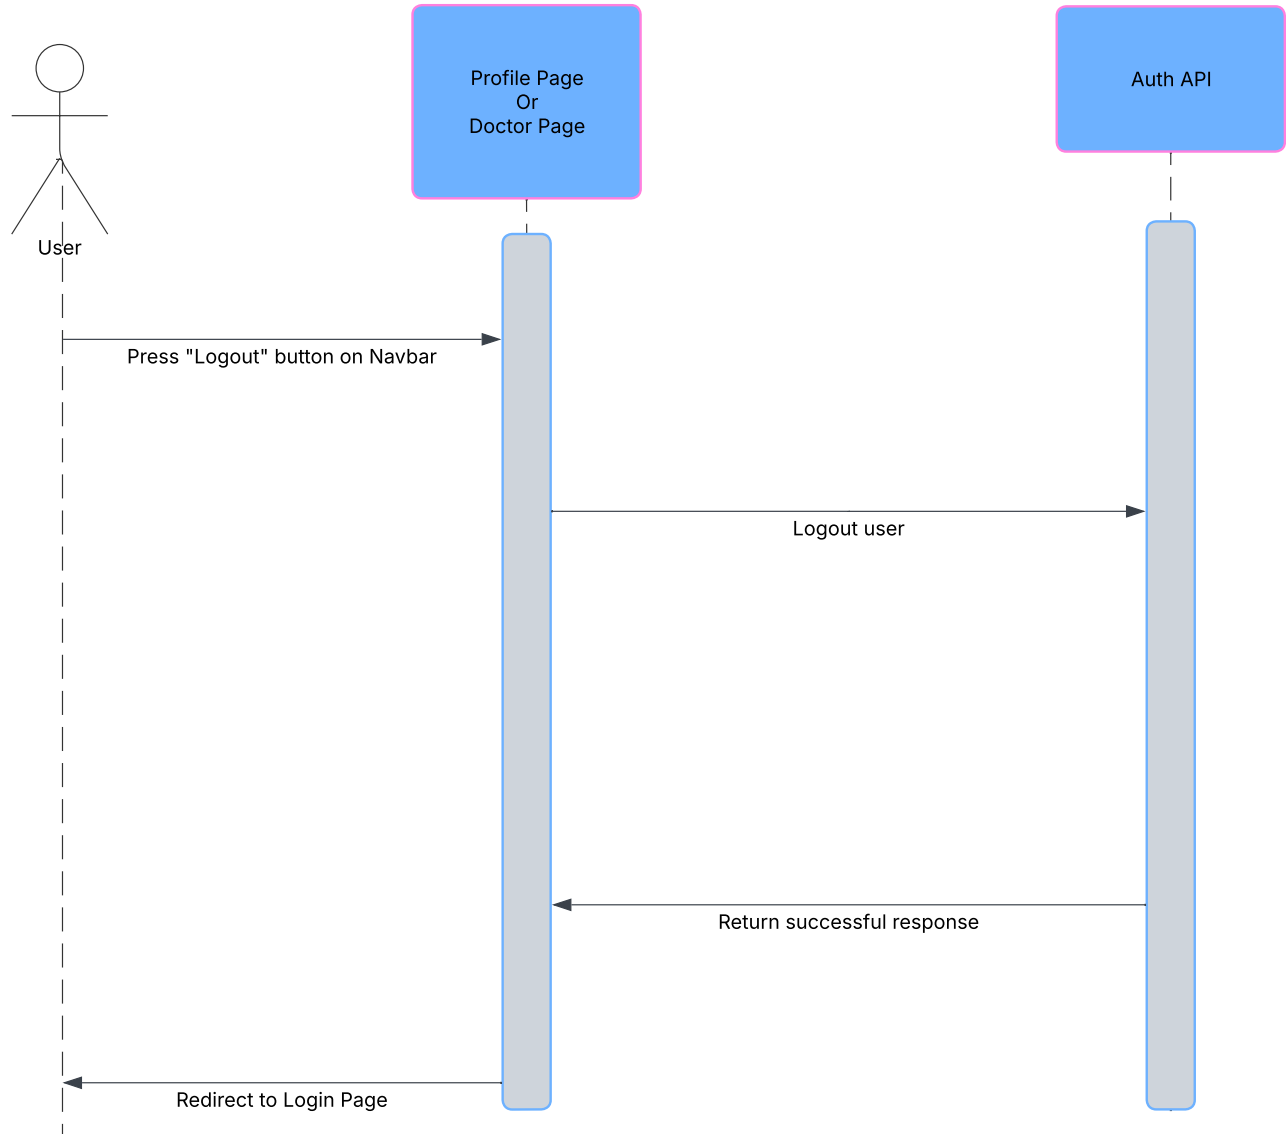 Profile Page
Or
Doctor Page
Auth API
User
Press "Logout" button on Navbar
Logout user
Return successful response
Redirect to Login Page